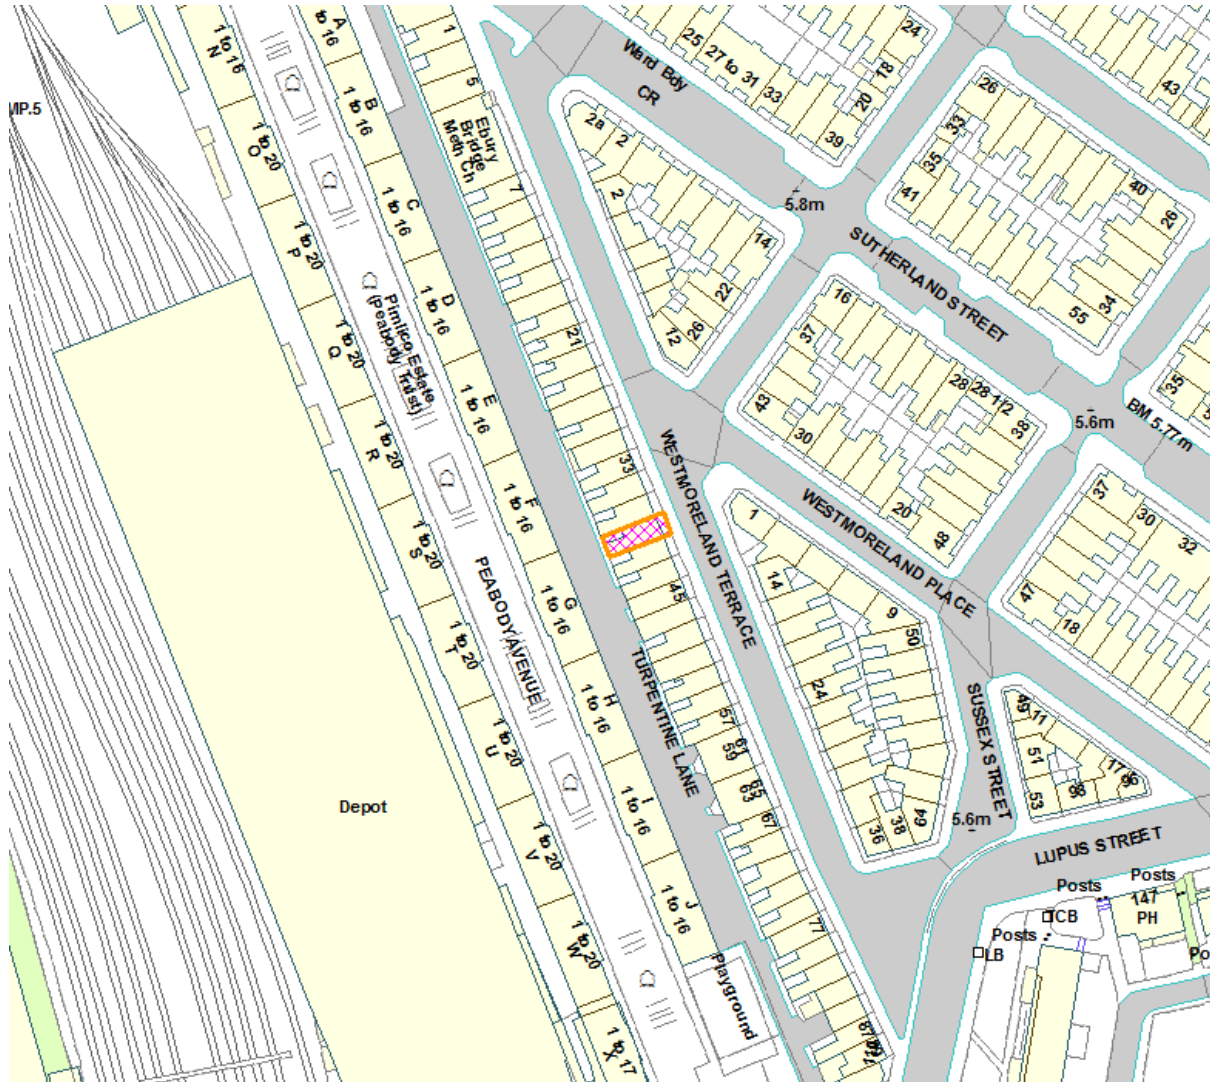 1 to 16
N
A
1 to 16
1
5
Ward Bdy
CR
25
27 to 31
33
24
18
20
39
43
26
MP.5
1 to 20
O
B
1 to 16
Ebury
Bridge
Meth Ch
7
2a
2
2
14
22
26
12
33
35
41
40
26
5.8m
SUTHERLAND STREET
55
34
C
1 to 16
1 to 20
P
D
1 to 16
Pimlico Estate
(Peabody Trust)
21
16
37
43
30
28
28 1/2
38
20
48
35
BM 5.77m
5.6m
1 to 20
Q
E
1 to 16
1 to 20
R
33
WESTMORELAND TERRACE
WESTMORELAND PLACE
37
30
32
47
18
F
1 to 16
1 to 20
S
1
14
9
50
24
PEABODY AVENUE
G
1 to 16
45
1 to 20
T
TURPENTINE LANE
H
1 to 16
57
59
61
SUSSEX STREET
49
11
51
53
17
1 to 20
U
63
65
67
36
38
49
5.6m
LUPUS STREET
Depot
I
1 to 16
1 to 20
V
J
1 to 16
77
Posts
Posts
147
PH
TCB
Posts
LB
Po
1 to 20
W
Playground
1 to 17
X